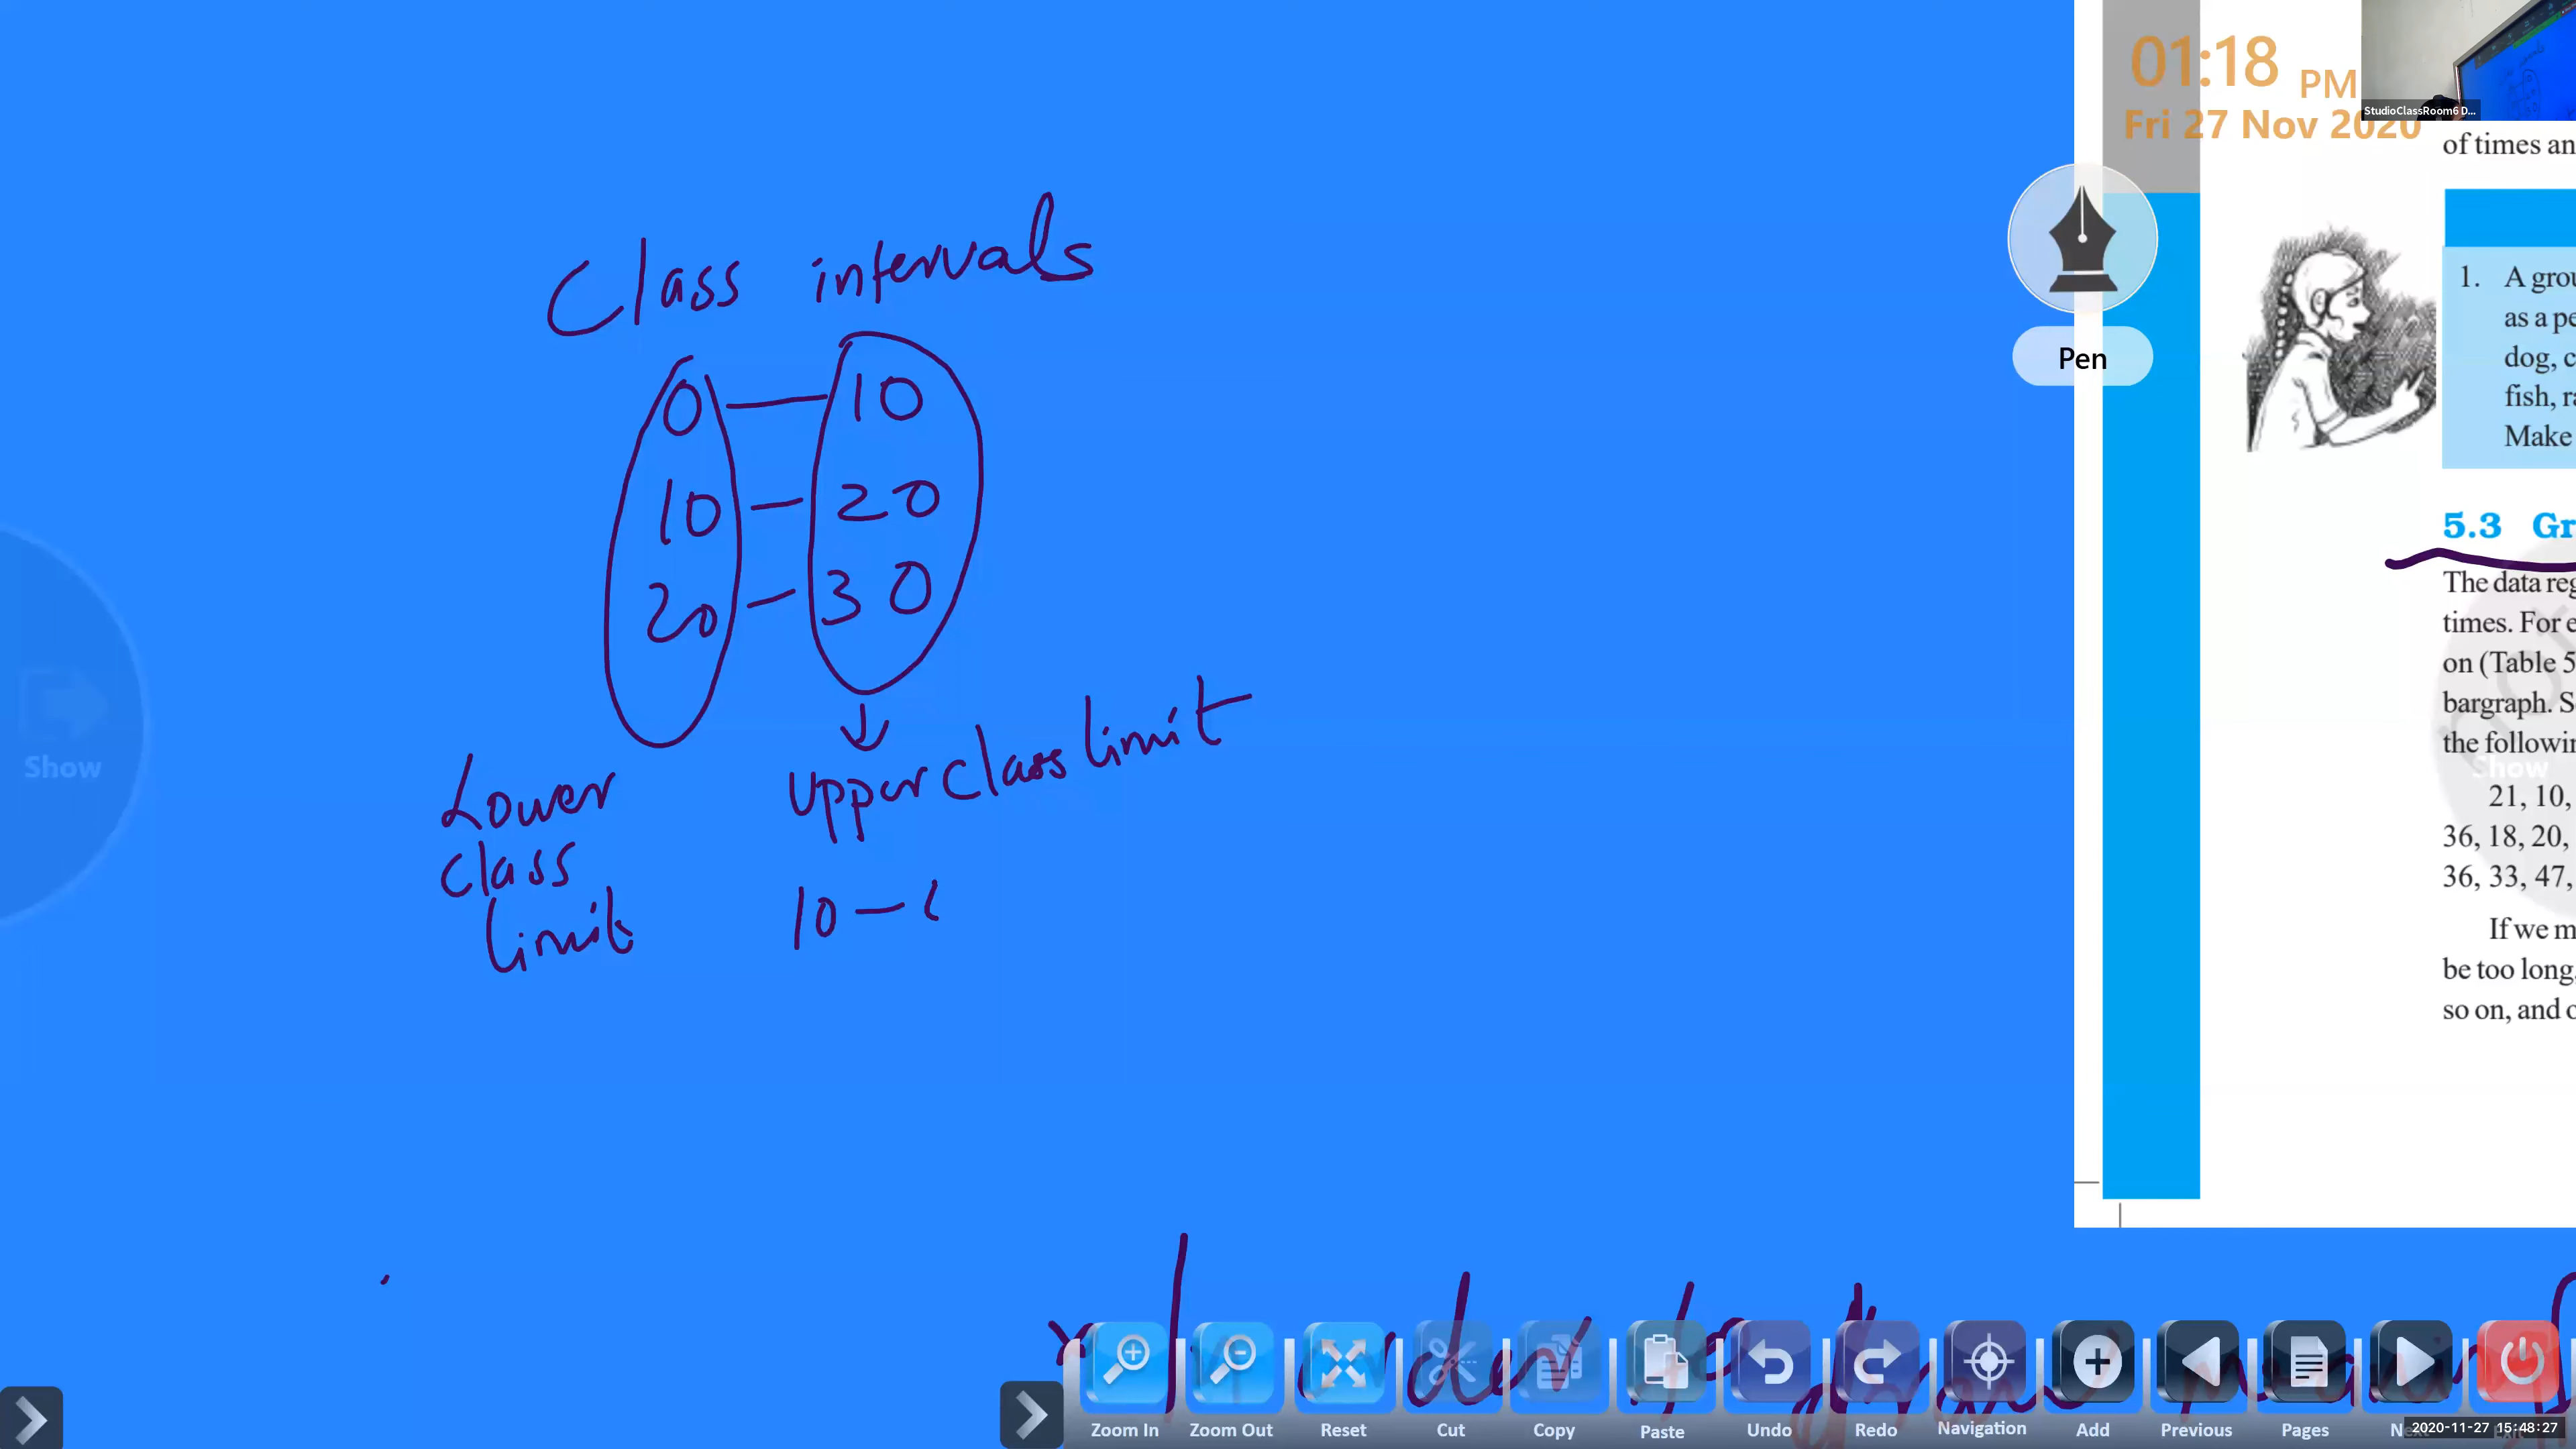 01:18 PM
Fri 27 Nov 2020
StudioClassRoom6 D...
of times an
Pen
1. A grou
as a pe
dog, c
fish, ra
Make
5.3 Gr
The data reg
times. For e
on (Table 5
bargraph. S
the followin
21, 10,
36, 18, 20,
36, 33, 47,
If we m
be too long,
so on, and o
Class intervals
0 — 10
10 — 20
20 — 30
Lower class limit
Upper class limit
10 —
Show
Show
order to draw
Zoom In
Zoom Out
Reset
Cut
Copy
Paste
Undo
Redo
Navigation
Add
Previous
Pages
2020-11-27 15:48:27